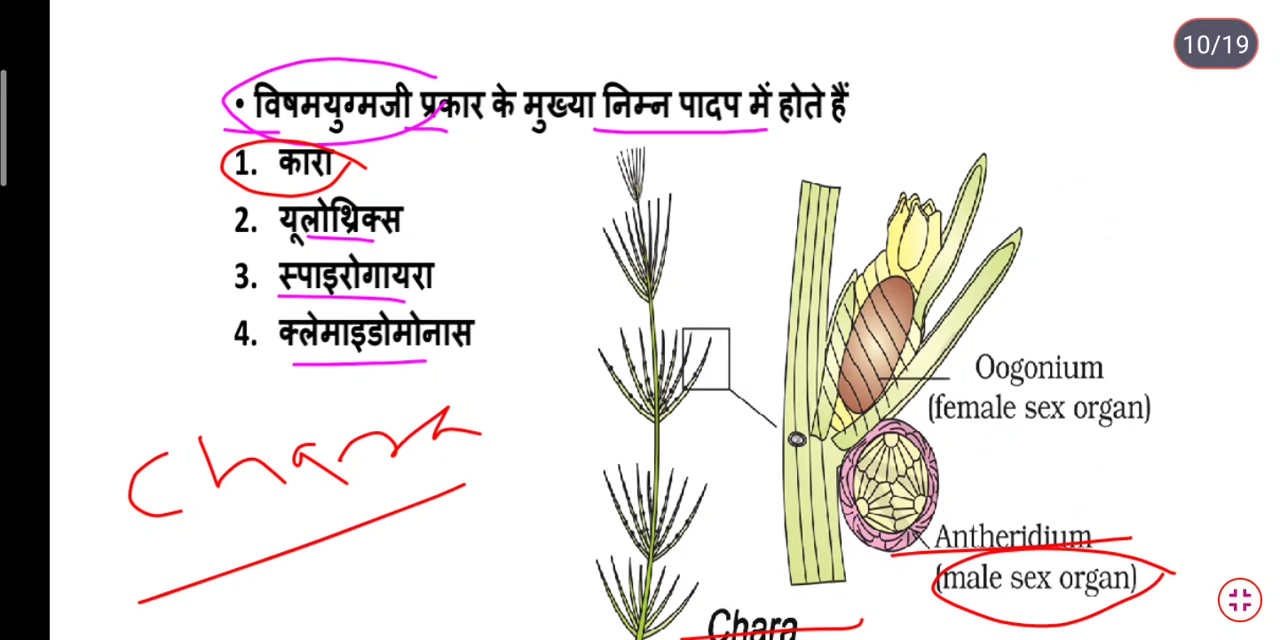 10/19
• विषमयुग्मजी प्रकार के मुख्या निम्न पादप में होते हैं
1. कारा
2. यूलोथ्रिक्स
3. स्पाइरोगायरा
4. क्लेमाइडोमोनास
Chara
Oogonium
(female sex organ)
Antheridium
(male sex organ)
Chara